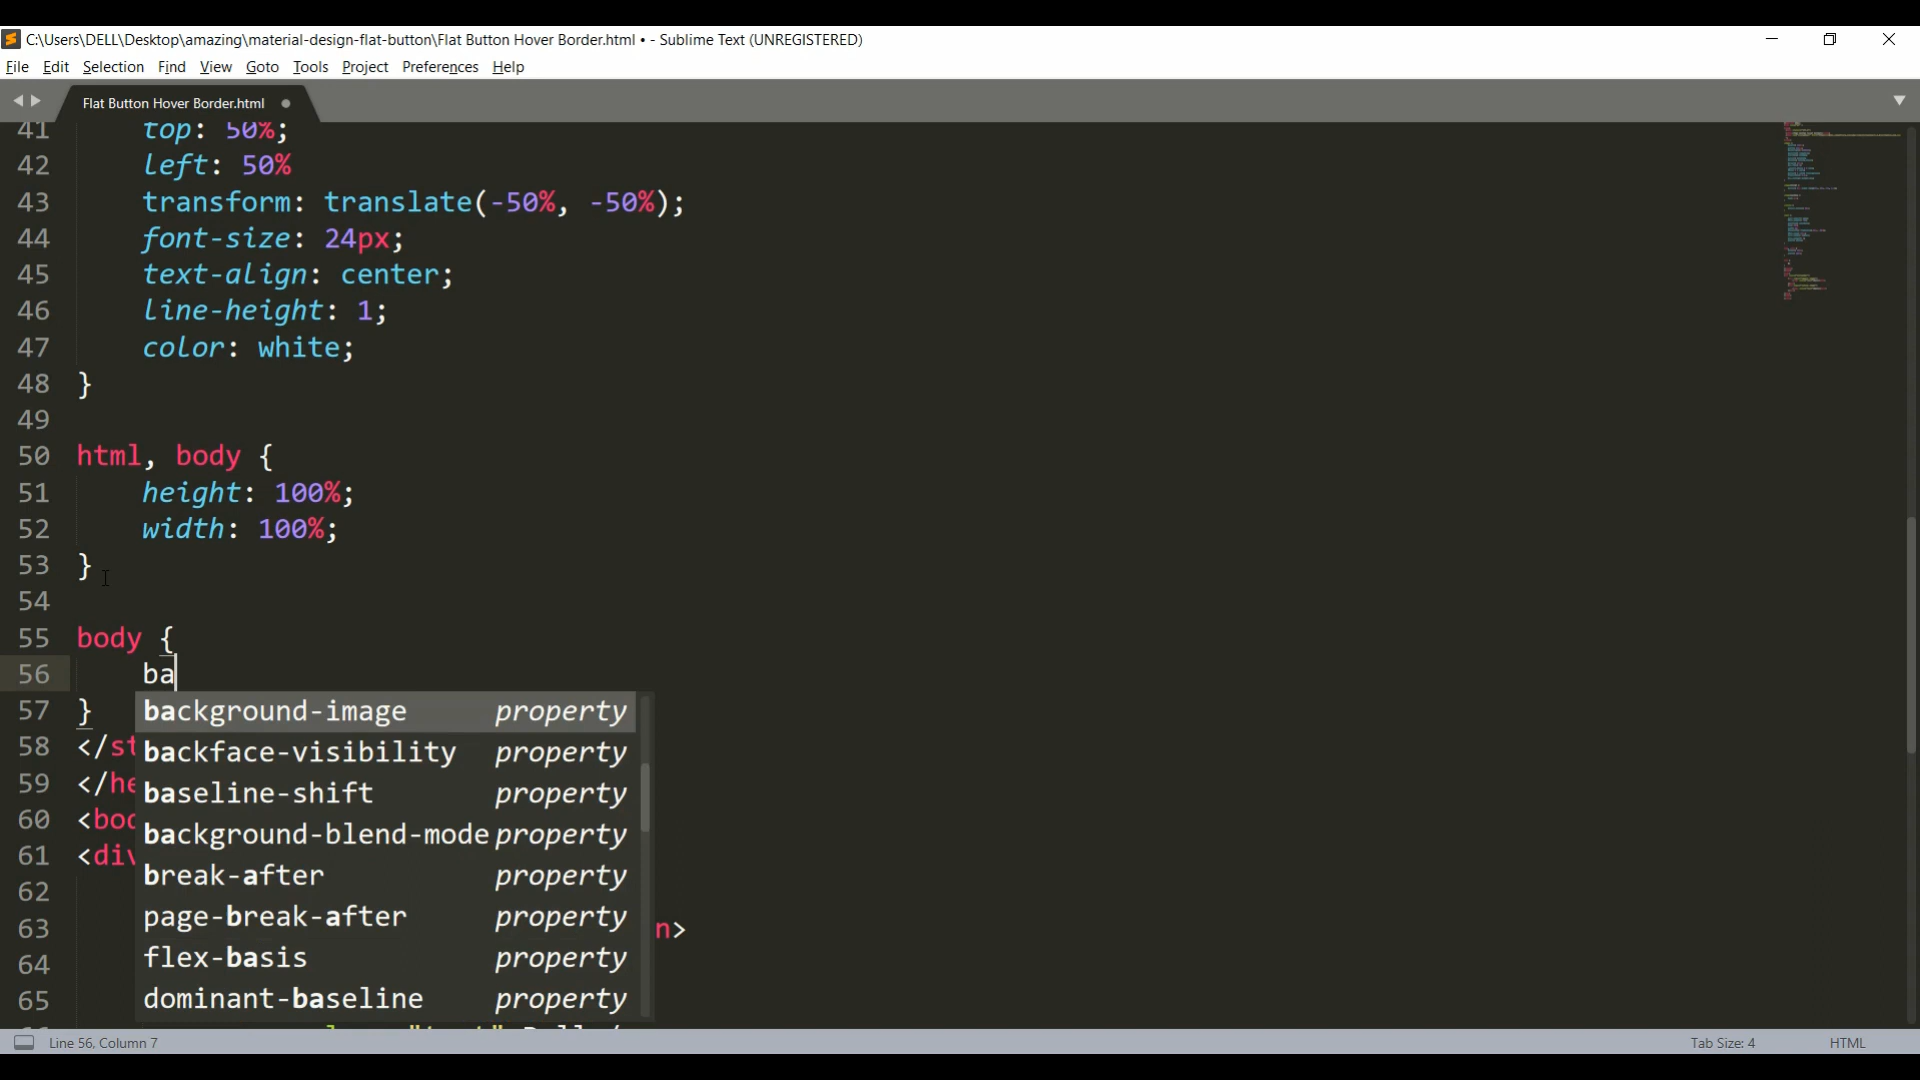 C:\Users\DELL\Desktop\amazing\material-design-flat-button\Flat Button Hover Border.html • - Sublime Text (UNREGISTERED)
File Edit Selection Find View Goto Tools Project Preferences Help
Flat Button Hover Border.html
41 top: 50%;
42 left: 50%
43 transform: translate(-50%, -50%);
44 font-size: 24px;
45 text-align: center;
46 line-height: 1;
47 color: white;
48 }
49
50 html, body {
51 height: 100%;
52 width: 100%;
53 }
54
55 body {
56 ba
57 } background-image property
58 </st backface-visibility property
59 </he baseline-shift property
60 <bod background-blend-mode property
61 <div break-after property
62 page-break-after property
63 flex-basis property n>
64 dominant-baseline property
65
Line 56, Column 7 Tab Size: 4 HTML